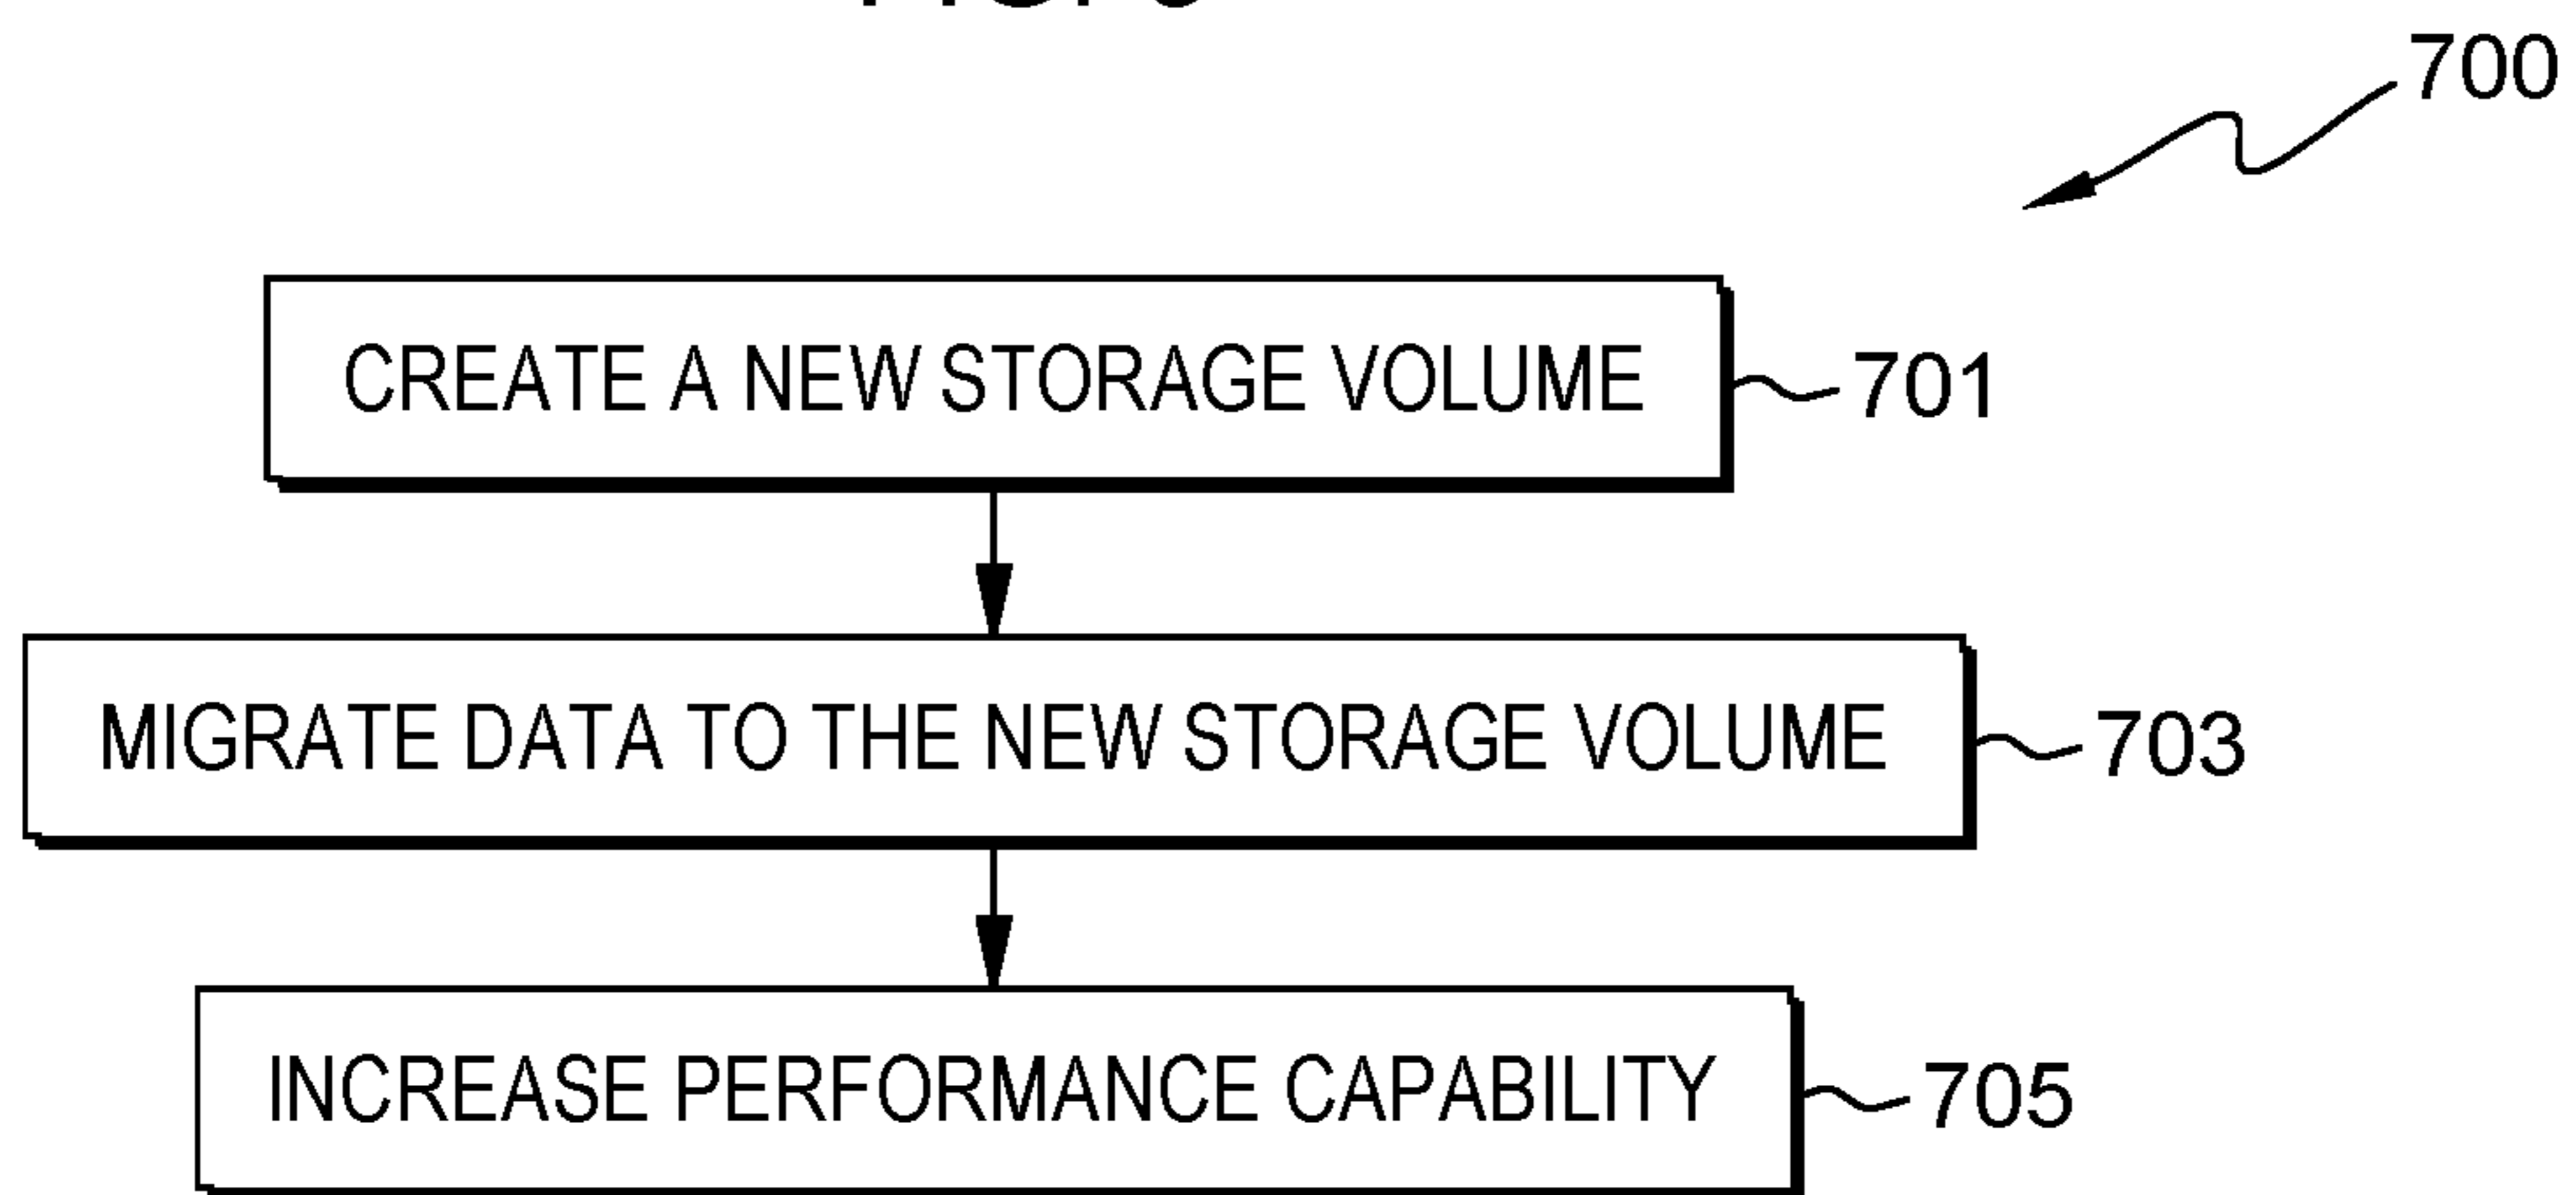 700
CREATE A NEW STORAGE VOLUME
701
MIGRATE DATA TO THE NEW STORAGE VOLUME
703
INCREASE PERFORMANCE CAPABILITY
705